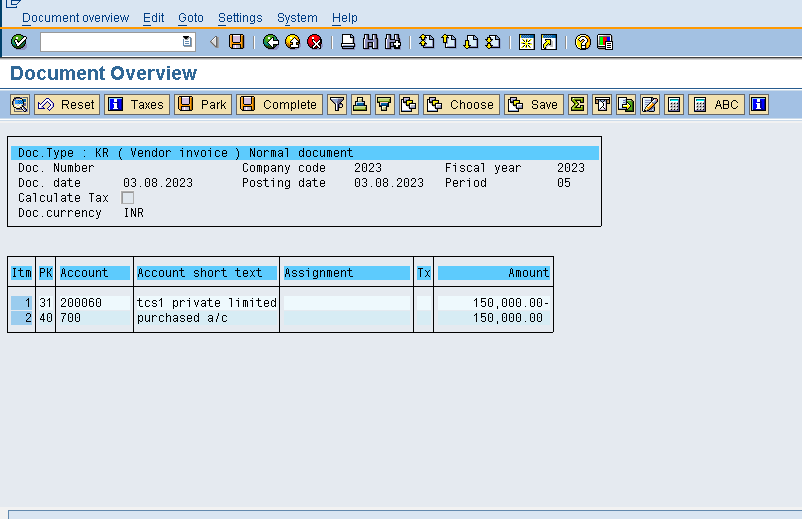 Document overview Edit Goto Settings System Help
Document Overview
Reset Taxes Park Complete Choose Save ABC
Doc.Type : KR ( Vendor invoice ) Normal document
Doc. Number Company code 2023 Fiscal year 2023
Doc. date 03.08.2023 Posting date 03.08.2023 Period 05
Calculate Tax
Doc.currency INR
Itm PK Account Account short text Assignment Tx Amount
1 31 200060 tcs1 private limited 150,000.00-
2 40 700 purchased a/c 150,000.00